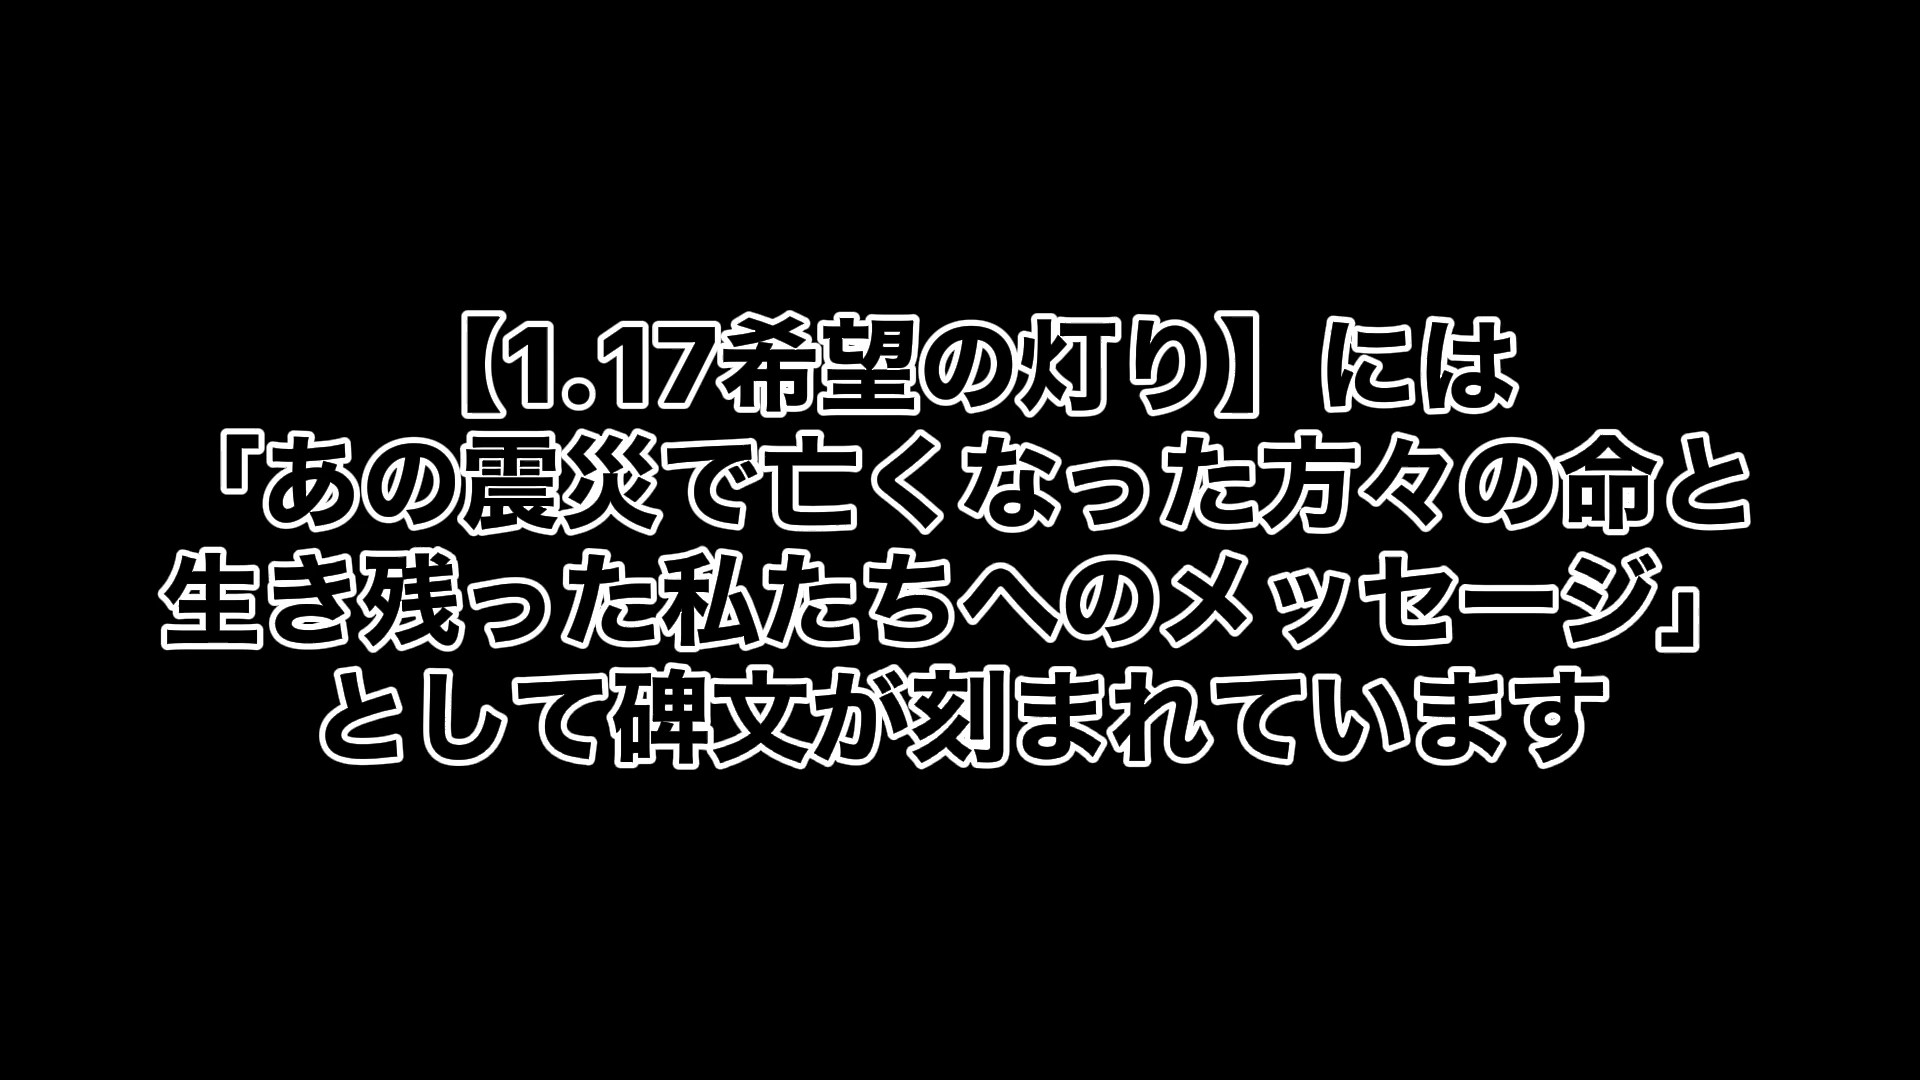 【1.17希望の灯り】には
「あの震災で亡くなった方々の命と
生き残った私たちへのメッセージ」
として碑文が刻まれています